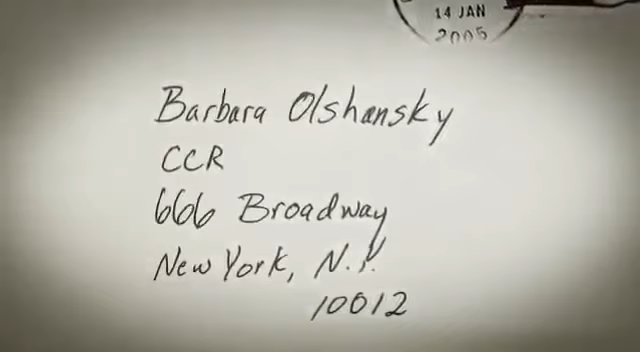 14 JAN
2005
Barbara Olshansky
CCR
666 Broadway
New York, N.Y.
10012